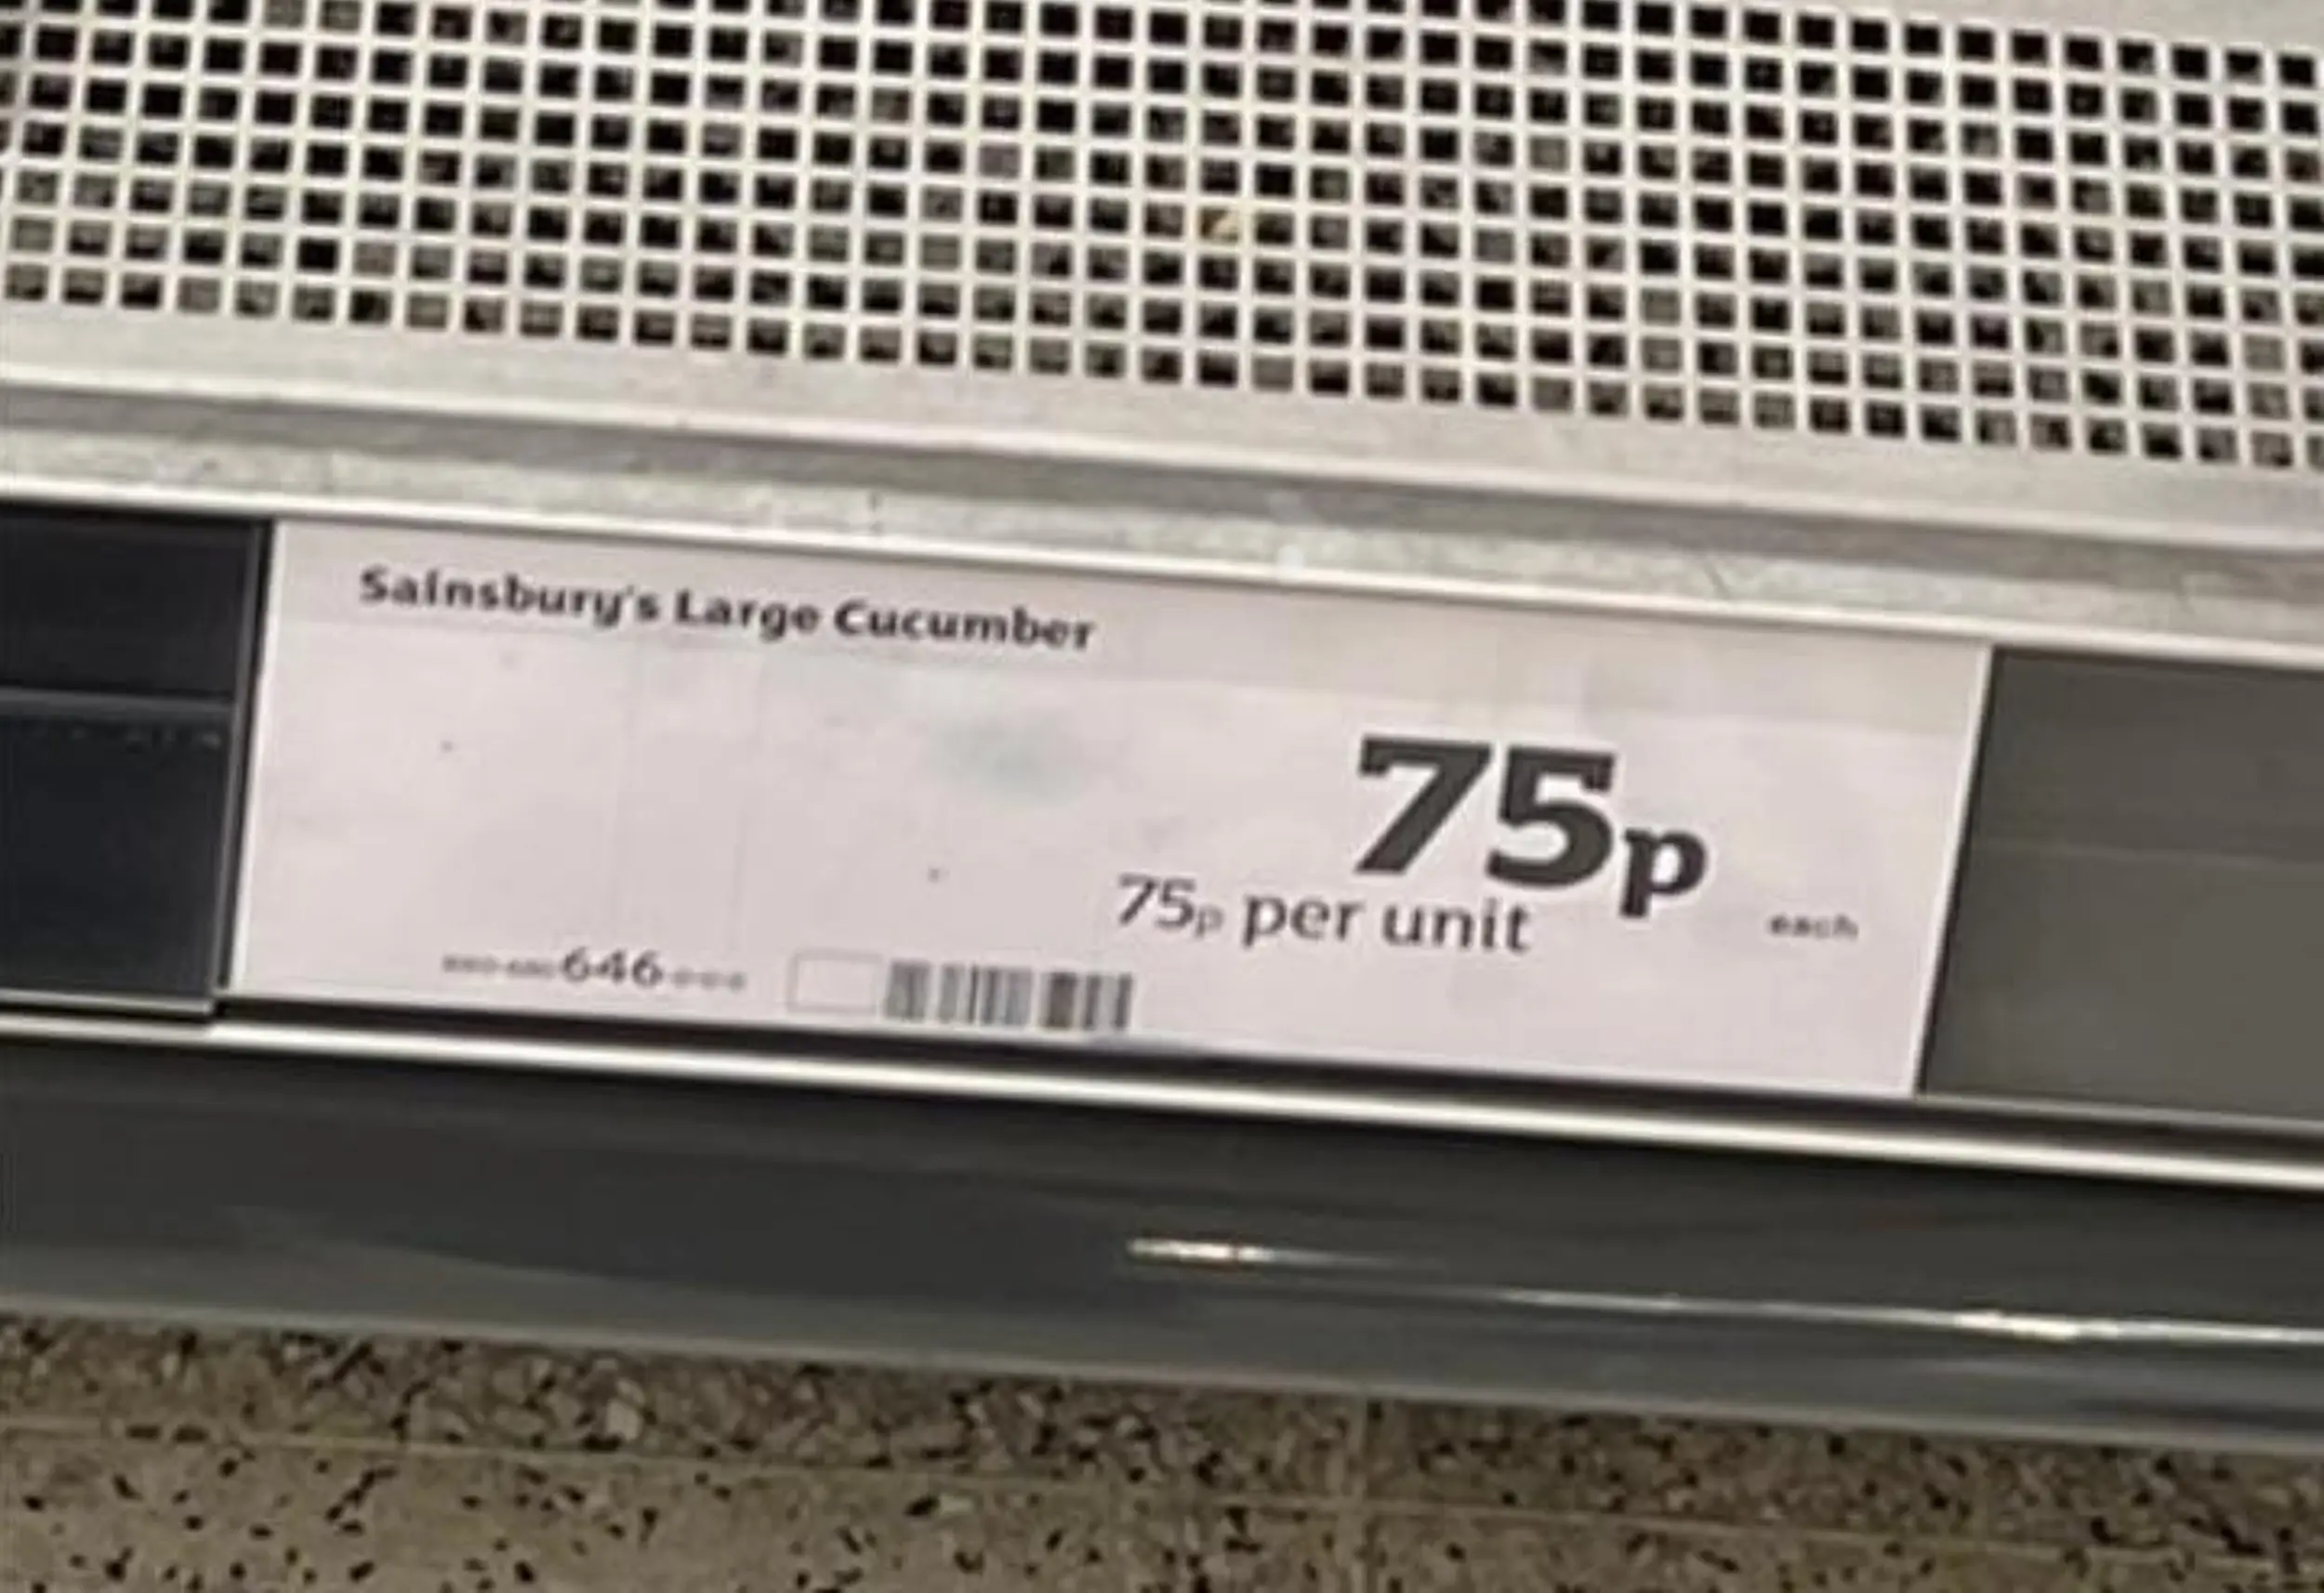 Sainsbury's Large Cucumber
75p
75p per unit
each
646